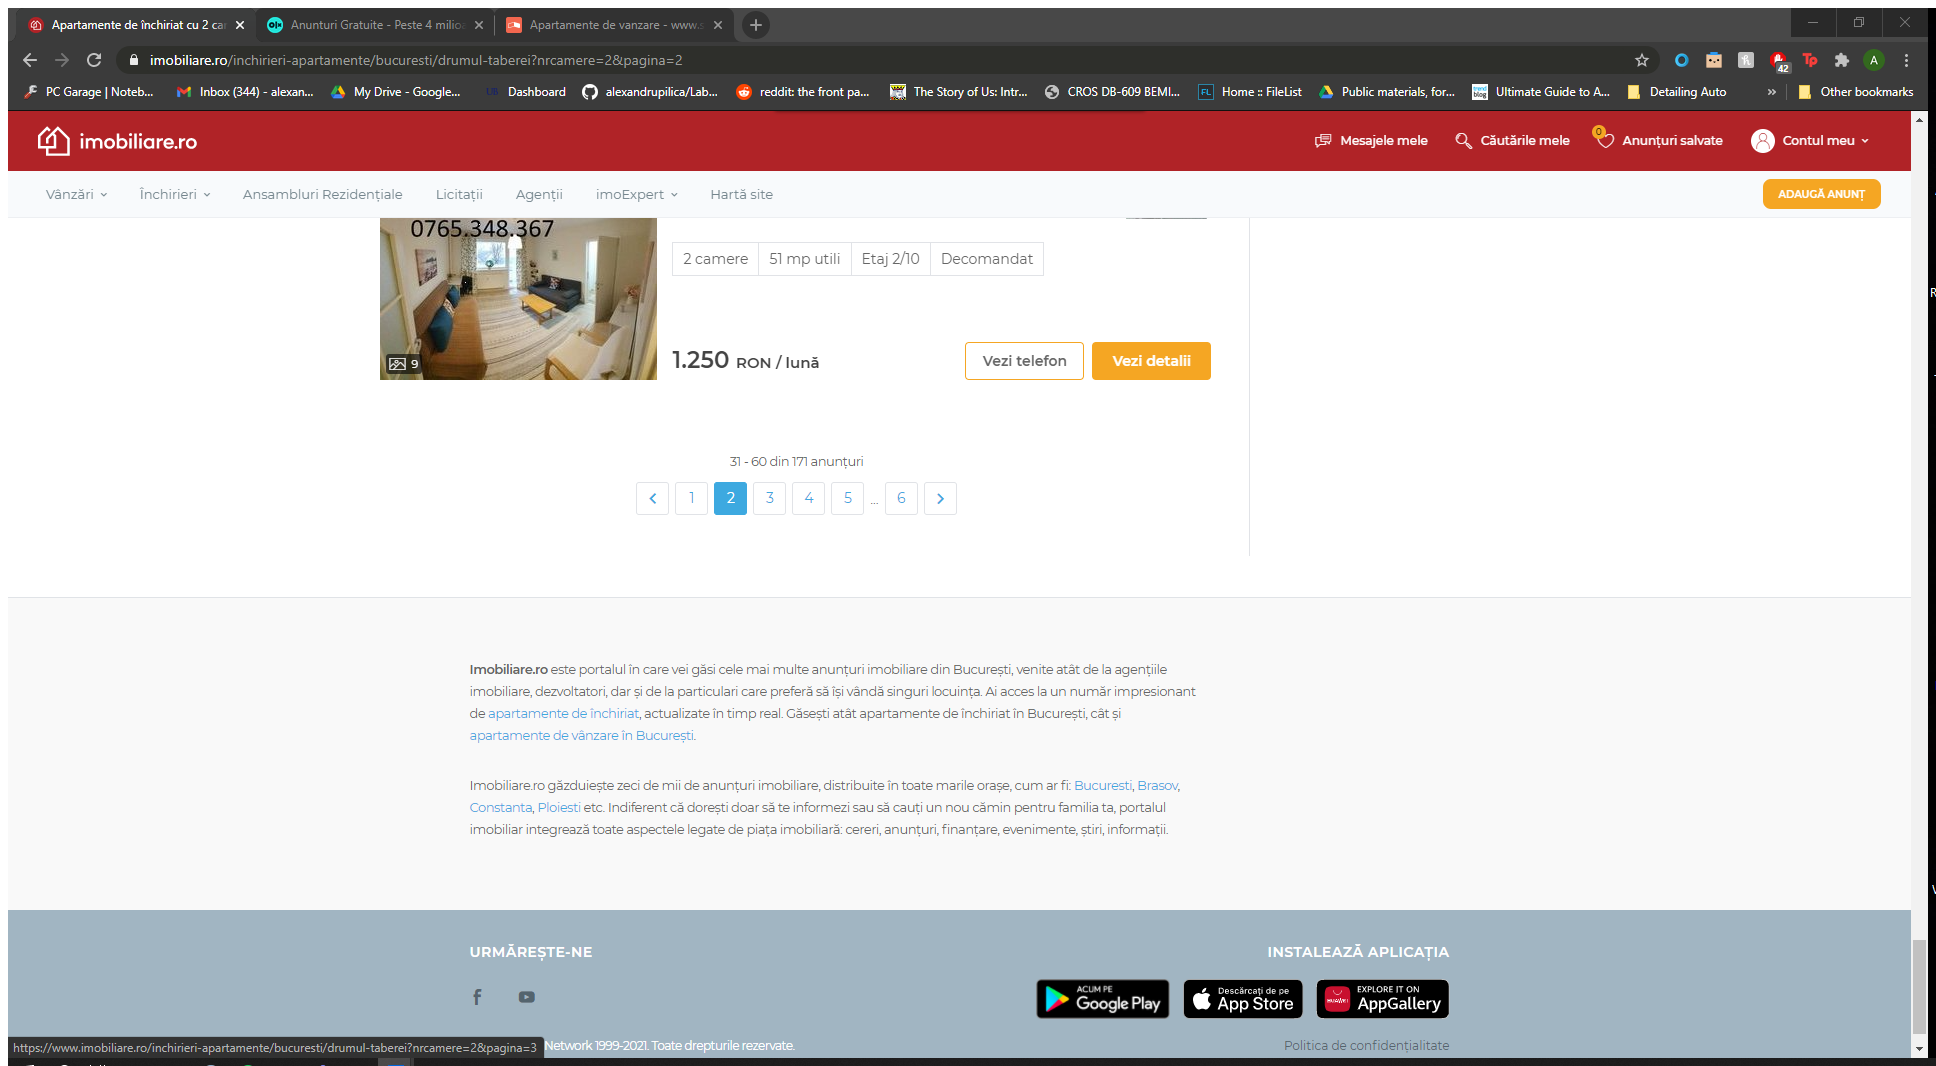 Apartamente de închiriat cu 2 ca
Anunturi Gratuite - Peste 4 milioa
Apartamente de vanzare - www.s
imobiliare.ro/inchirieri-apartamente/bucuresti/drumul-taberei?nrcamere=2&pagina=2
42
Tp
A
PC Garage | Noteb...
Inbox (344) - alexan...
My Drive - Google...
UB Dashboard
alexandrupilica/Lab...
reddit: the front pa...
The Story of Us: Intr...
CROS DB-609 BEMI...
FL Home :: FileList
Public materials, for...
Ultimate Guide to A...
Detailing Auto
»
Other bookmarks
imobiliare.ro
Mesajele mele
Căutările mele
0
Anunțuri salvate
Contul meu
Vânzări
Închirieri
Ansambluri Rezidențiale
Licitații
Agenții
imoExpert
Hartă site
ADAUGĂ ANUNȚ
0765.348.367
2 camere
51 mp utili
Etaj 2/10
Decomandat
9
1.250 RON / lună
Vezi telefon
Vezi detalii
31 - 60 din 171 anunțuri
1 2 3 4 5 ... 6
Imobiliare.ro este portalul în care vei găsi cele mai multe anunțuri imobiliare din București, venite atât de la agențiile
imobiliare, dezvoltatori, dar și de la particulari care preferă să își vândă singuri locuința. Ai acces la un număr impresionant
de apartamente de închiriat, actualizate în timp real. Găsești atât apartamente de închiriat în București, cât și
apartamente de vânzare în București.
Imobiliare.ro găzduiește zeci de mii de anunțuri imobiliare, distribuite în toate marile orașe, cum ar fi: Bucuresti, Brasov,
Constanta, Ploiesti etc. Indiferent că dorești doar să te informezi sau să cauți un nou cămin pentru familia ta, portalul
imobiliar integrează toate aspectele legate de piața imobiliară: cereri, anunțuri, finanțare, evenimente, știri, informații.
URMĂREȘTE-NE
INSTALEAZĂ APLICAȚIA
ACUM PE
Google Play
Descărcați de pe
App Store
EXPLORE IT ON
AppGallery
https://www.imobiliare.ro/inchirieri-apartamente/bucuresti/drumul-taberei?nrcamere=2&pagina=3
Network 1999-2021. Toate drepturile rezervate.
Politica de confidențialitate